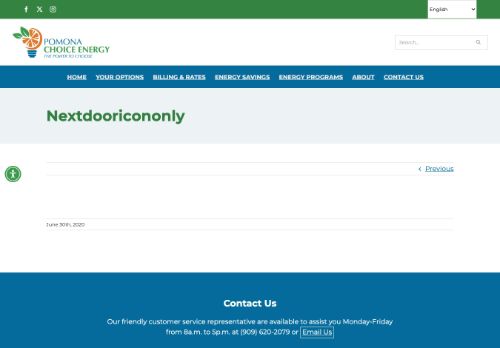 English
POMONA
CHOICE ENERGY
THE POWER TO CHOOSE
Search...
HOME YOUR OPTIONS BILLING & RATES ENERGY SAVINGS ENERGY PROGRAMS ABOUT CONTACT US
Nextdooricononly
Previous
June 30th, 2020
Contact Us
Our friendly customer service representative are available to assist you Monday-Friday
from 8a.m. to 5p.m. at (909) 620-2079 or Email Us